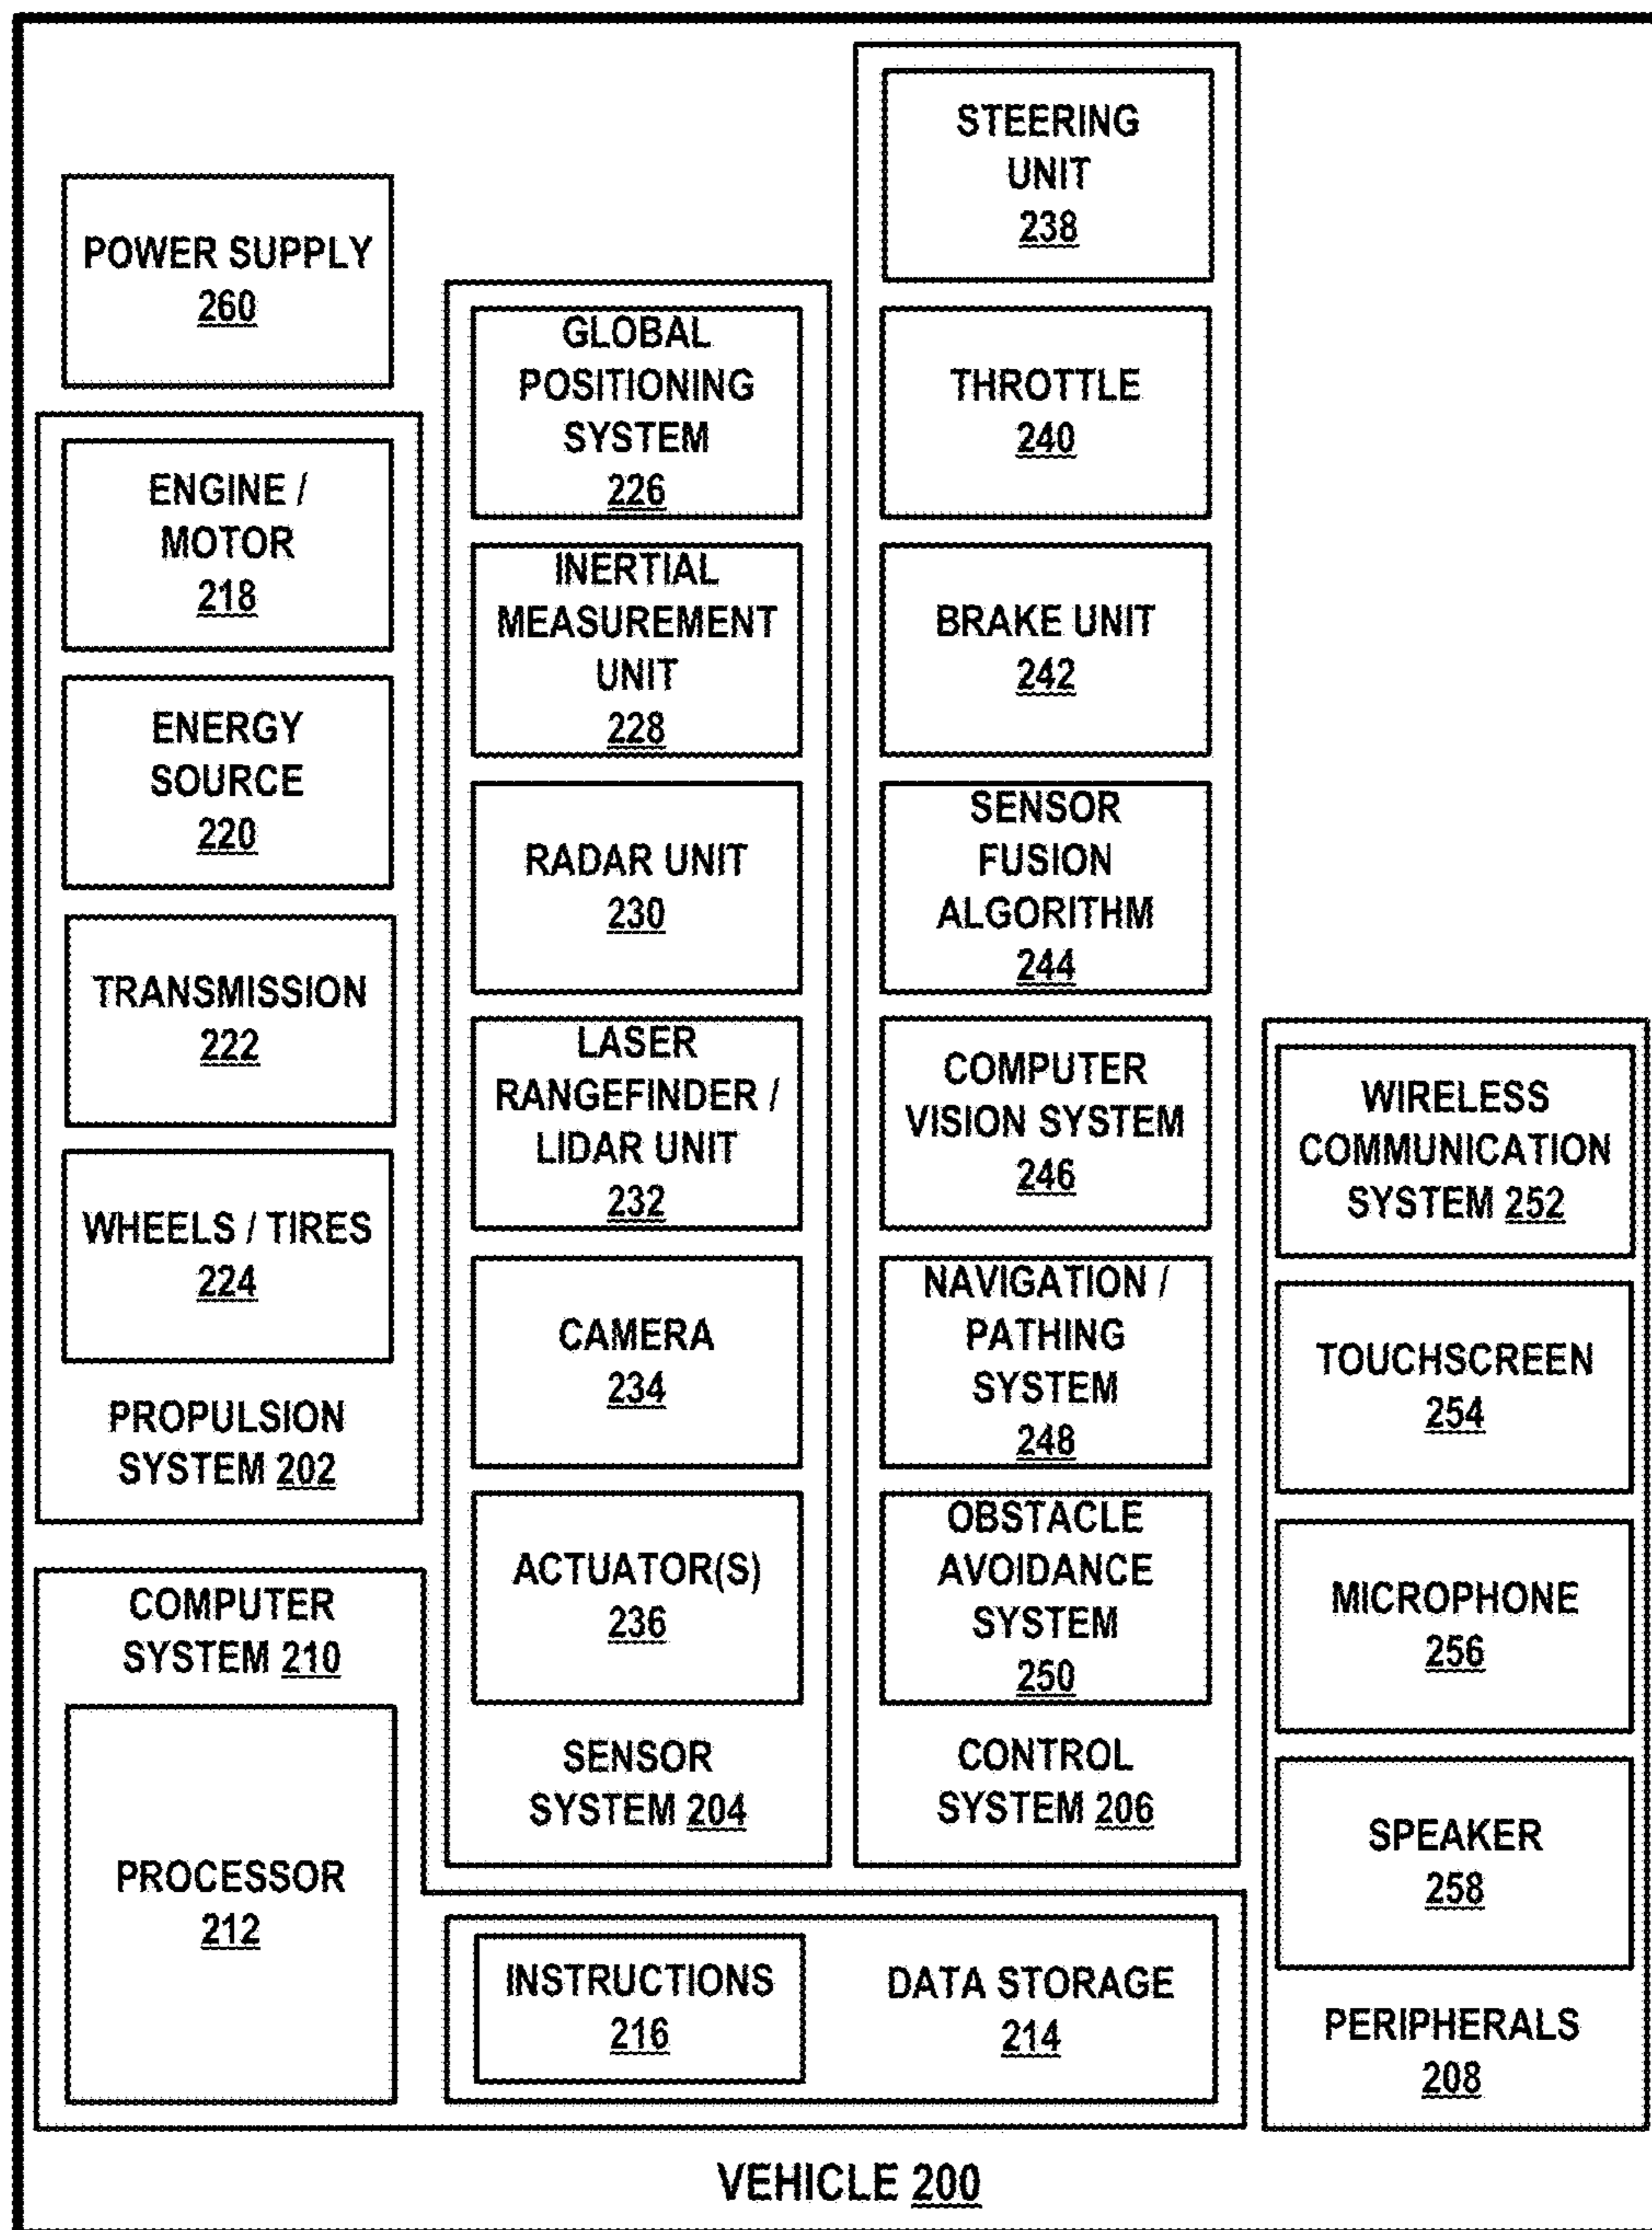 POWER SUPPLY
260
ENGINE /
MOTOR
218
ENERGY
SOURCE
220
TRANSMISSION
222
WHEELS / TIRES
224
PROPULSION
SYSTEM 202
COMPUTER
SYSTEM 210
PROCESSOR
212
GLOBAL
POSITIONING
SYSTEM
226
INERTIAL
MEASUREMENT
UNIT
228
RADAR UNIT
230
LASER
RANGEFINDER /
LIDAR UNIT
232
CAMERA
234
ACTUATOR(S)
236
SENSOR
SYSTEM 204
STEERING
UNIT
238
THROTTLE
240
BRAKE UNIT
242
SENSOR
FUSION
ALGORITHM
244
COMPUTER
VISION SYSTEM
246
NAVIGATION /
PATHING
SYSTEM
248
OBSTACLE
AVOIDANCE
SYSTEM
250
CONTROL
SYSTEM 206
INSTRUCTIONS
216
DATA STORAGE
214
WIRELESS
COMMUNICATION
SYSTEM 252
TOUCHSCREEN
254
MICROPHONE
256
SPEAKER
258
PERIPHERALS
208
VEHICLE 200